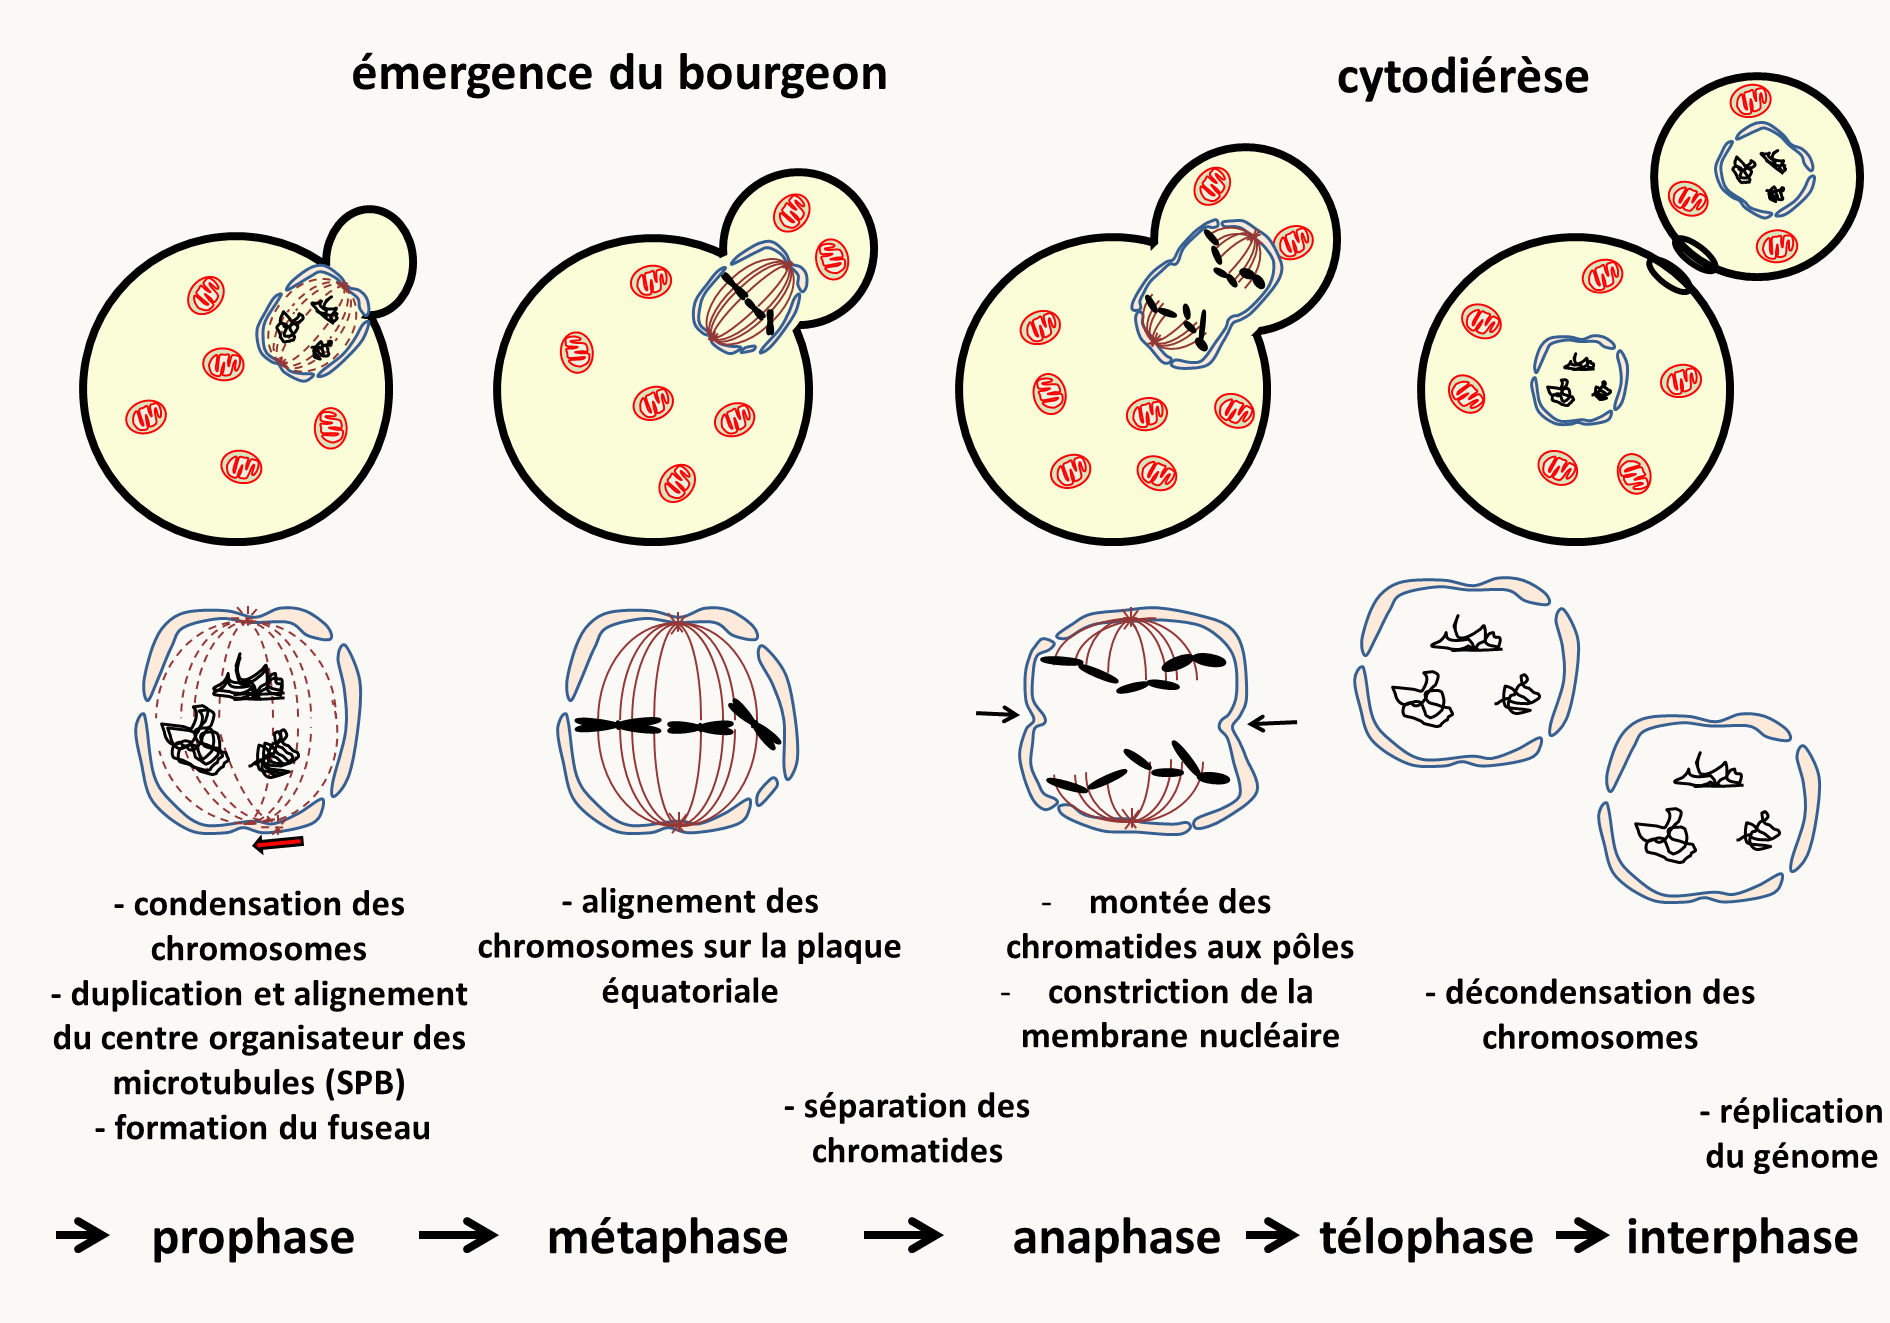 émergence du bourgeon
cytodiérèse
- condensation des
chromosomes
- duplication et alignement
du centre organisateur des
microtubules (SPB)
- formation du fuseau
- alignement des
chromosomes sur la plaque
équatoriale
- séparation des
chromatides
- montée des
chromatides aux pôles
- constriction de la
membrane nucléaire
- décondensation des
chromosomes
- réplication
du génome
prophase
métaphase
anaphase
télophase
interphase